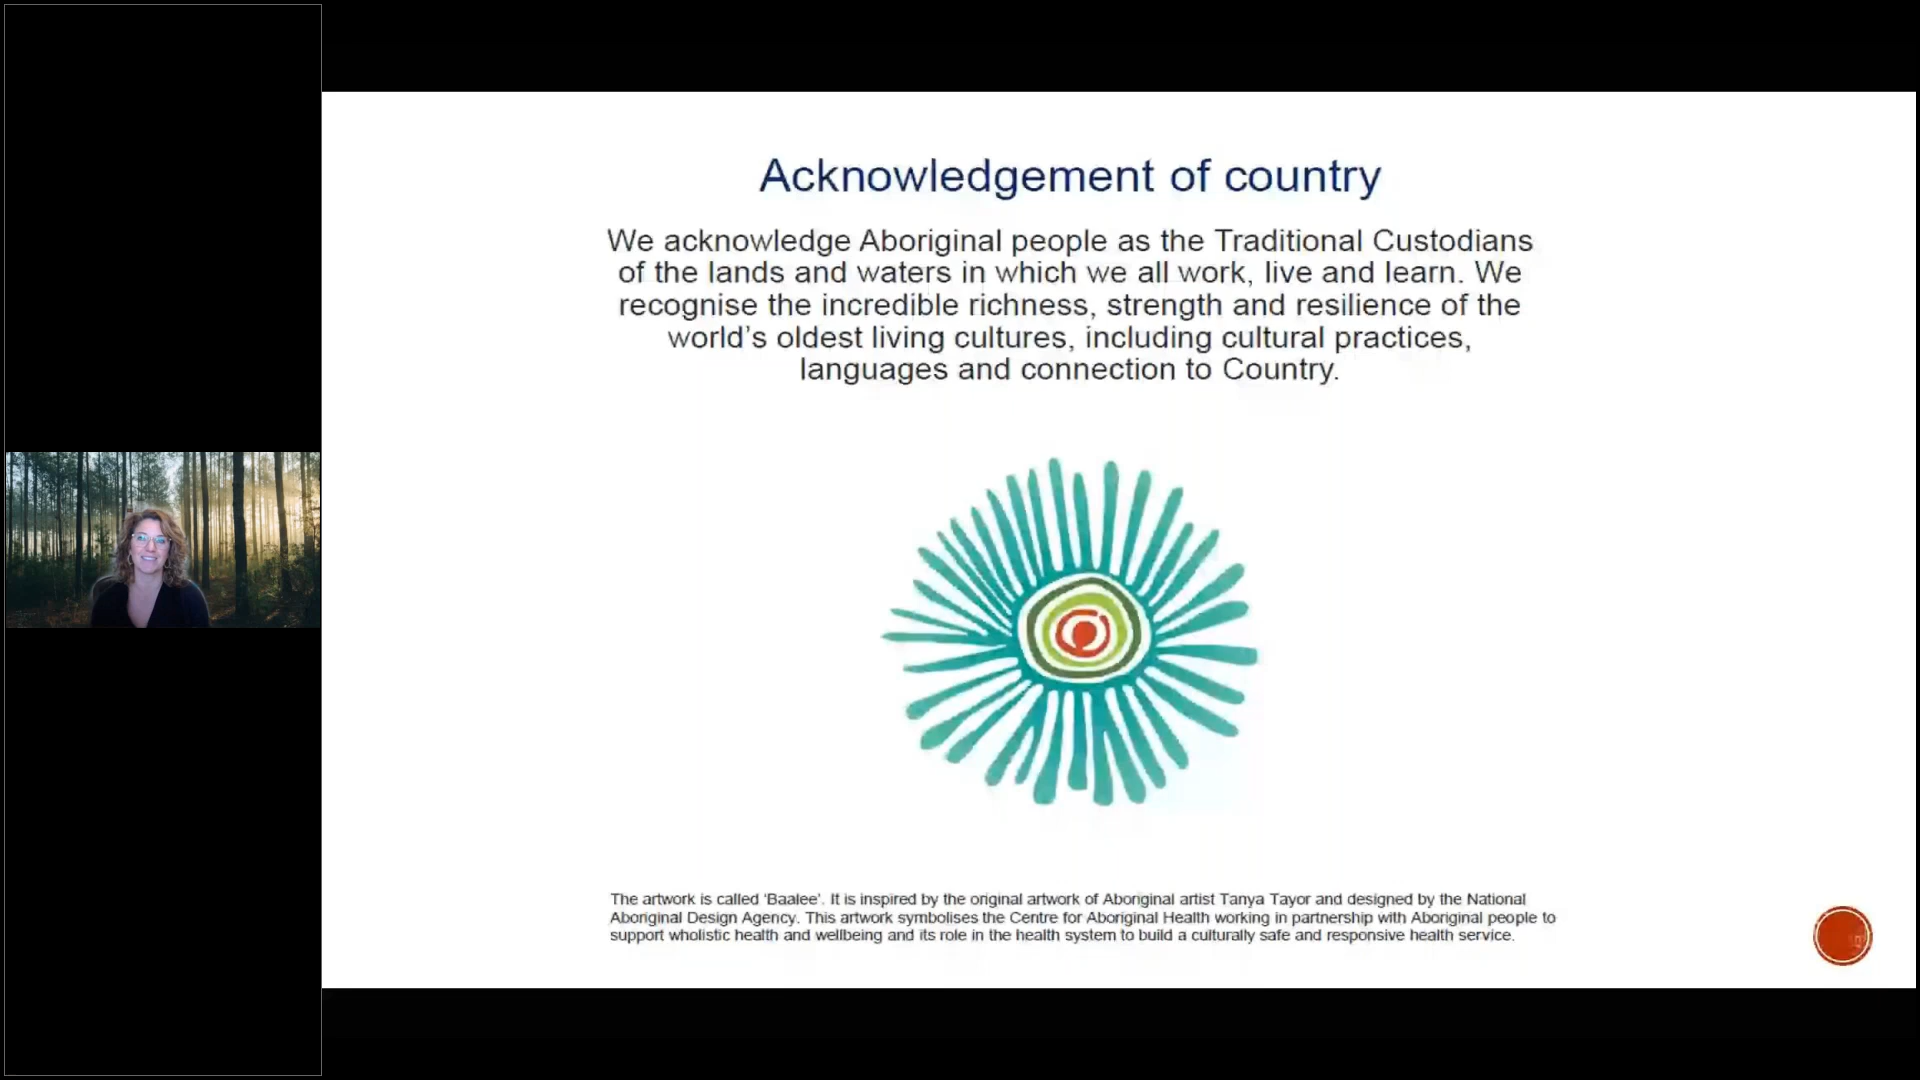 Acknowledgement of country
We acknowledge Aboriginal people as the Traditional Custodians
of the lands and waters in which we all work, live and learn. We
recognise the incredible richness, strength and resilience of the
world’s oldest living cultures, including cultural practices,
languages and connection to Country.
The artwork is called ‘Baalee’. It is inspired by the original artwork of Aboriginal artist Tanya Tayor and designed by the National
Aboriginal Design Agency. This artwork symbolises the Centre for Aboriginal Health working in partnership with Aboriginal people to
support wholistic health and wellbeing and its role in the health system to build a culturally safe and responsive health service.